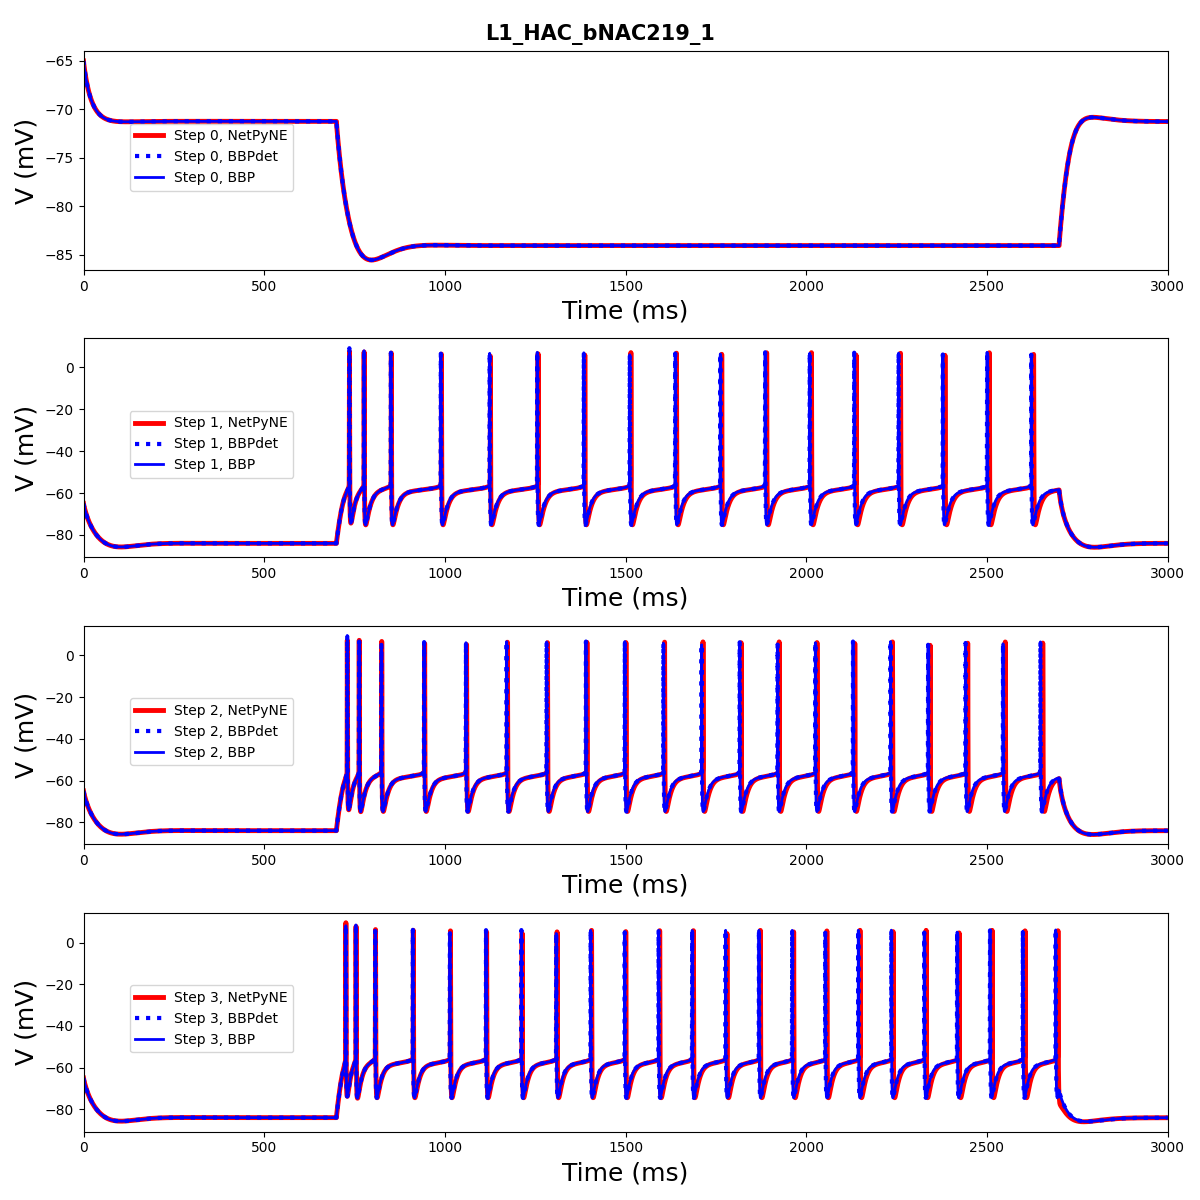 L1_HAC_bNAC219_1
−65
−70
−75
−80
−85
V (mV)
Step 0, NetPyNE
Step 0, BBPdet
Step 0, BBP
0 500 1000 1500 2000 2500 3000
Time (ms)
0
−20
−40
−60
−80
V (mV)
Step 1, NetPyNE
Step 1, BBPdet
Step 1, BBP
0 500 1000 1500 2000 2500 3000
Time (ms)
0
−20
−40
−60
−80
V (mV)
Step 2, NetPyNE
Step 2, BBPdet
Step 2, BBP
0 500 1000 1500 2000 2500 3000
Time (ms)
0
−20
−40
−60
−80
V (mV)
Step 3, NetPyNE
Step 3, BBPdet
Step 3, BBP
0 500 1000 1500 2000 2500 3000
Time (ms)